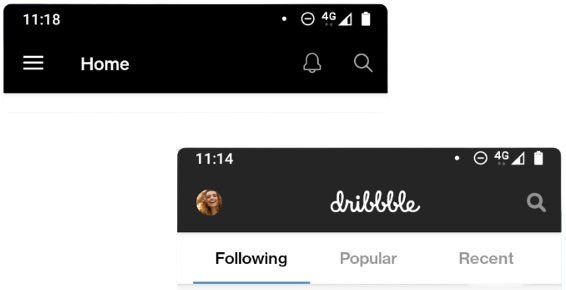 11:18 4G
Home
11:14 4G
dribbble
Following Popular Recent